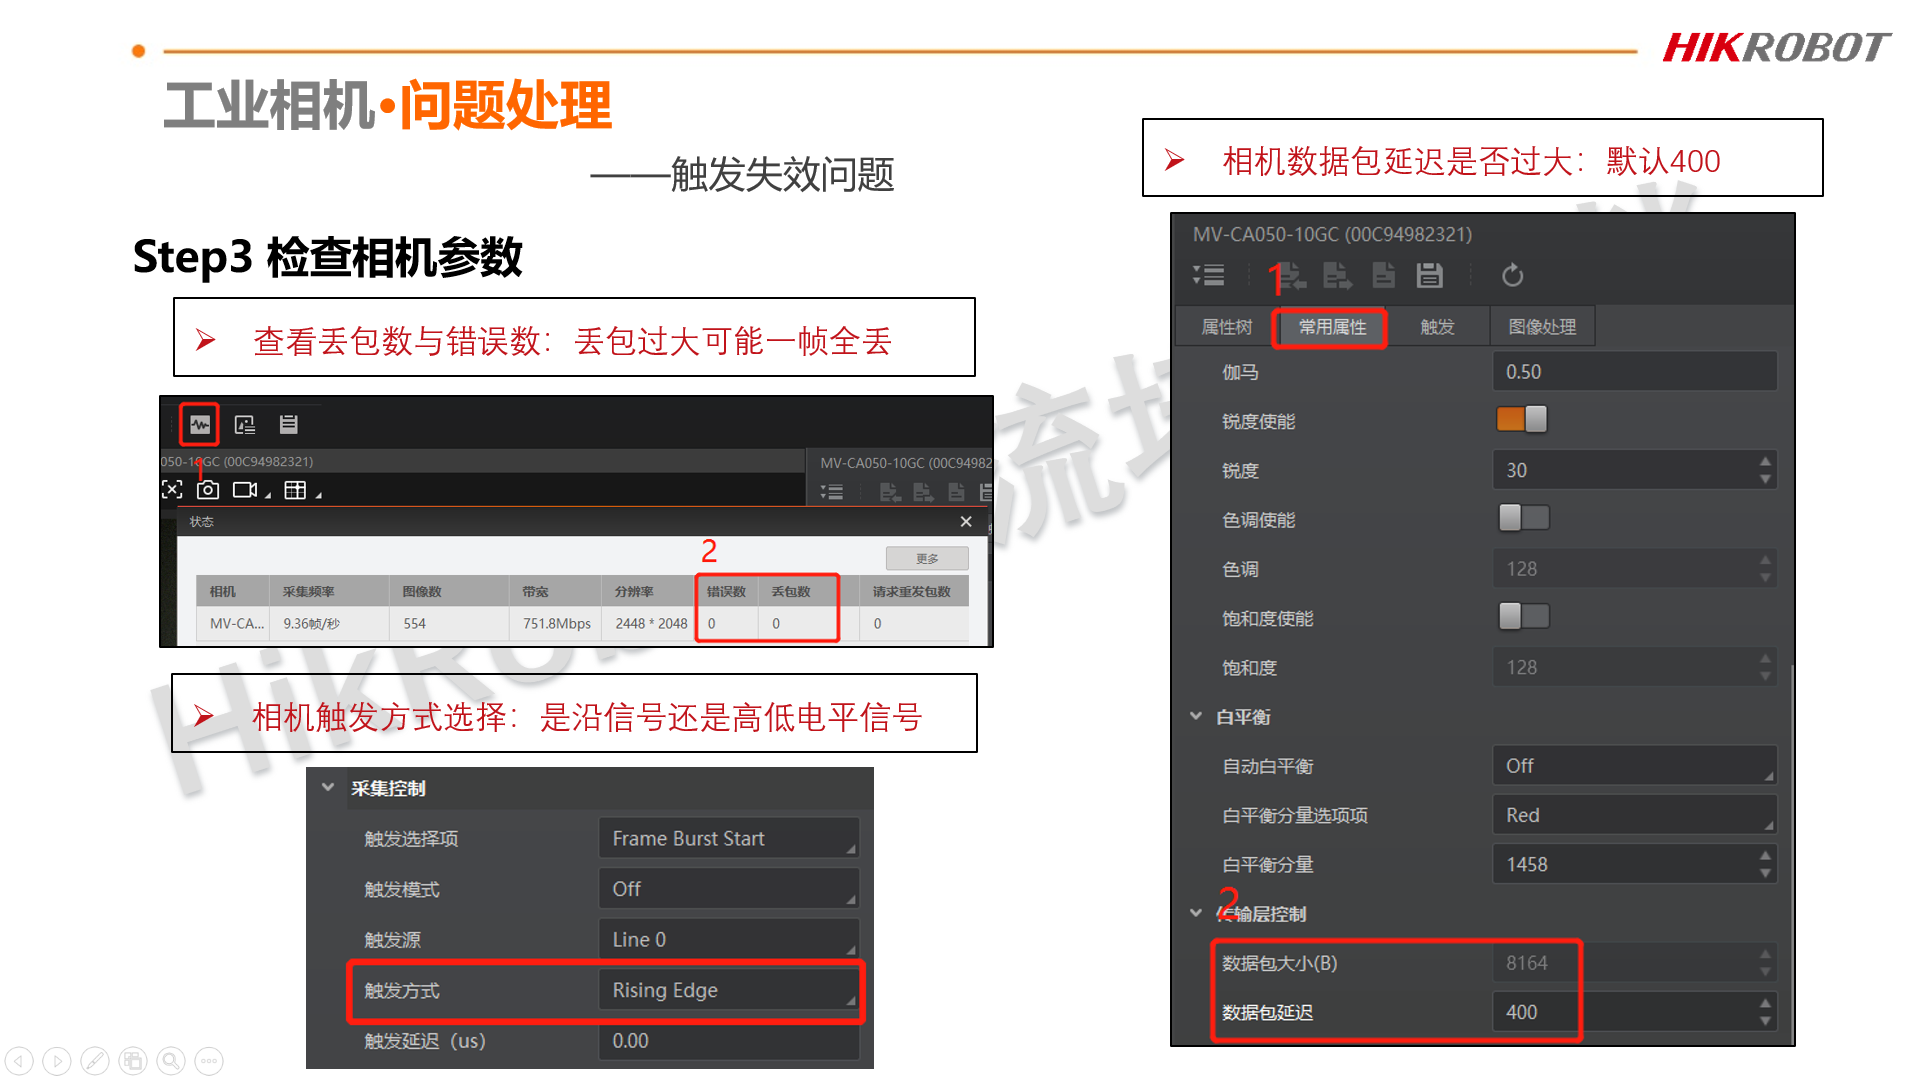 HIKROBOT
工业相机•问题处理
——触发失效问题
Step3 检查相机参数
➢ 查看丢包数与错误数：丢包过大可能一帧全丢
1
050-10GC (00C94982321)
MV-CA050-10GC (00C94982
状态
2
更多
相机 采集频率 图像数 带宽 分辨率 错误数 丢包数 请求重发包数
MV-CA... 9.36帧/秒 554 751.8Mbps 2448 * 2048 0 0 0
➢ 相机触发方式选择：是沿信号还是高低电平信号
采集控制
触发选择项 Frame Burst Start
触发模式 Off
触发源 Line 0
触发方式 Rising Edge
触发延迟（us） 0.00
➢ 相机数据包延迟是否过大：默认400
MV-CA050-10GC (00C94982321)
1
属性树 常用属性 触发 图像处理
伽马 0.50
锐度使能
锐度 30
色调使能
色调 128
饱和度使能
饱和度 128
白平衡
自动白平衡 Off
白平衡分量选项项 Red
白平衡分量 1458
2
传输层控制
数据包大小(B) 8164
数据包延迟 400